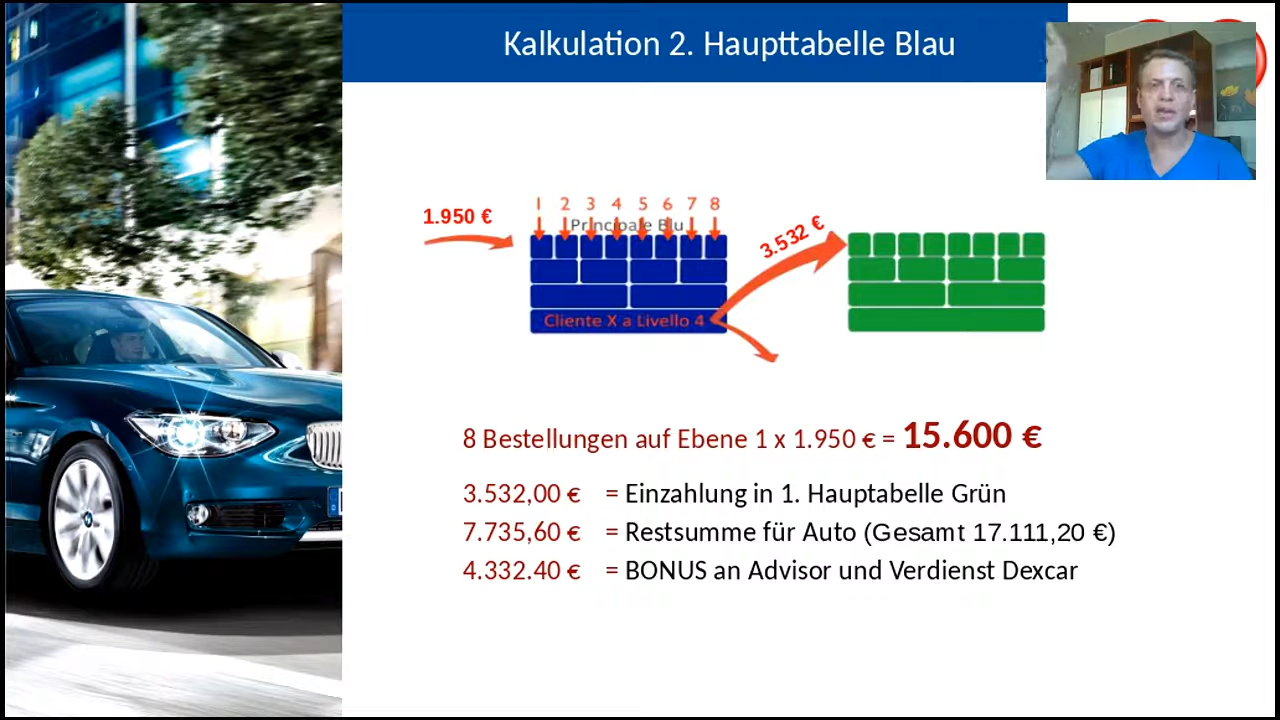 Kalkulation 2. Haupttabelle Blau
1.950 €
1 2 3 4 5 6 7 8
Principale Blu
3.532 €
Cliente X a Livello 4
8 Bestellungen auf Ebene 1 x 1.950 € = 15.600 €
3.532,00 € = Einzahlung in 1. Hauptabelle Grün
7.735,60 € = Restsumme für Auto (Gesamt 17.111,20 €)
4.332.40 € = BONUS an Advisor und Verdienst Dexcar